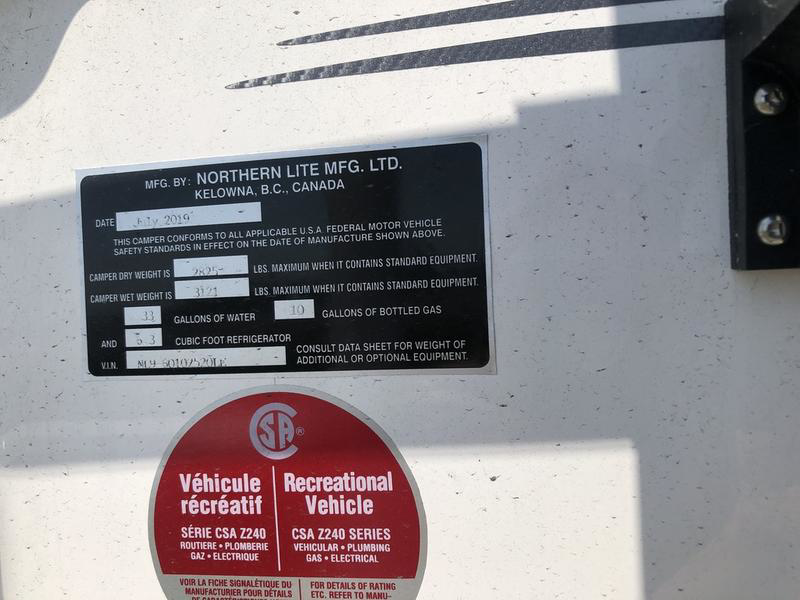 MFG. BY: NORTHERN LITE MFG. LTD.
KELOWNA, B.C., CANADA
DATE July 2019
THIS CAMPER CONFORMS TO ALL APPLICABLE U.S.A FEDERAL MOTOR VEHICLE
SAFETY STANDARDS IN EFFECT ON THE DATE OF MANUFACTURE SHOWN ABOVE.
CAMPER DRY WEIGHT IS 2825 LBS. MAXIMUM WHEN IT CONTAINS STANDARD EQUIPMENT.
CAMPER WET WEIGHT IS 3121 LBS. MAXIMUM WHEN IT CONTAINS STANDARD EQUIPMENT.
33 GALLONS OF WATER 10 GALLONS OF BOTTLED GAS
AND 6.3 CUBIC FOOT REFRIGERATOR
V.I.N.
CONSULT DATA SHEET FOR WEIGHT OF
ADDITIONAL OR OPTIONAL EQUIPMENT.
CSA ®
Véhicule
récréatif
SÉRIE CSA Z240
ROUTIERE • PLOMBERIE
GAZ • ELECTRIQUE
Recreational
Vehicle
CSA Z240 SERIES
VEHICULAR • PLUMBING
GAS • ELECTRICAL
VOIR LA FICHE SIGNALÉTIQUE DU
MANUFACTURIER POUR DÉTAILS
FOR DETAILS OF RATING
ETC. REFER TO MANU-